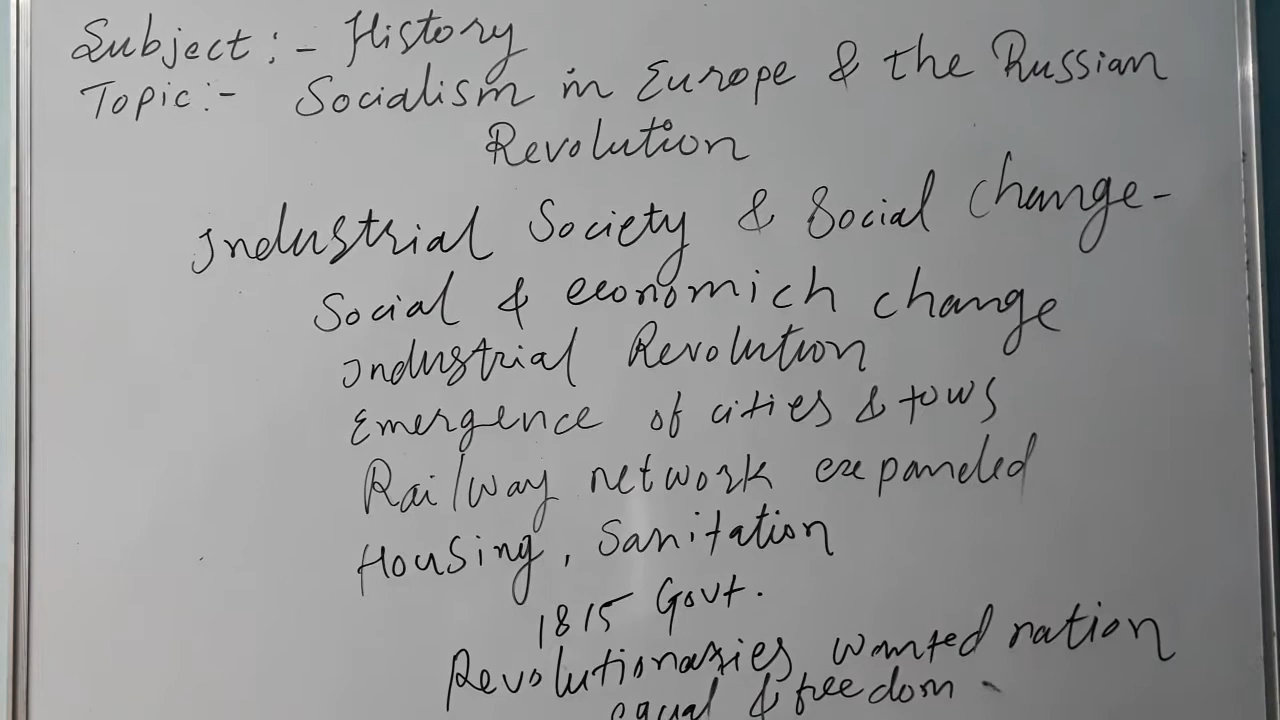 Subject :- History
Topic :- Socialism in Europe & the Russian
Revolution
Industrial Society & Social change -
Social & economich change
Industrial Revolution
Emergence of cities & tows
Railway network expanded
Housing, Sanitation
1815 Govt.
Revolutionaries wanted nation
equal & freedom -